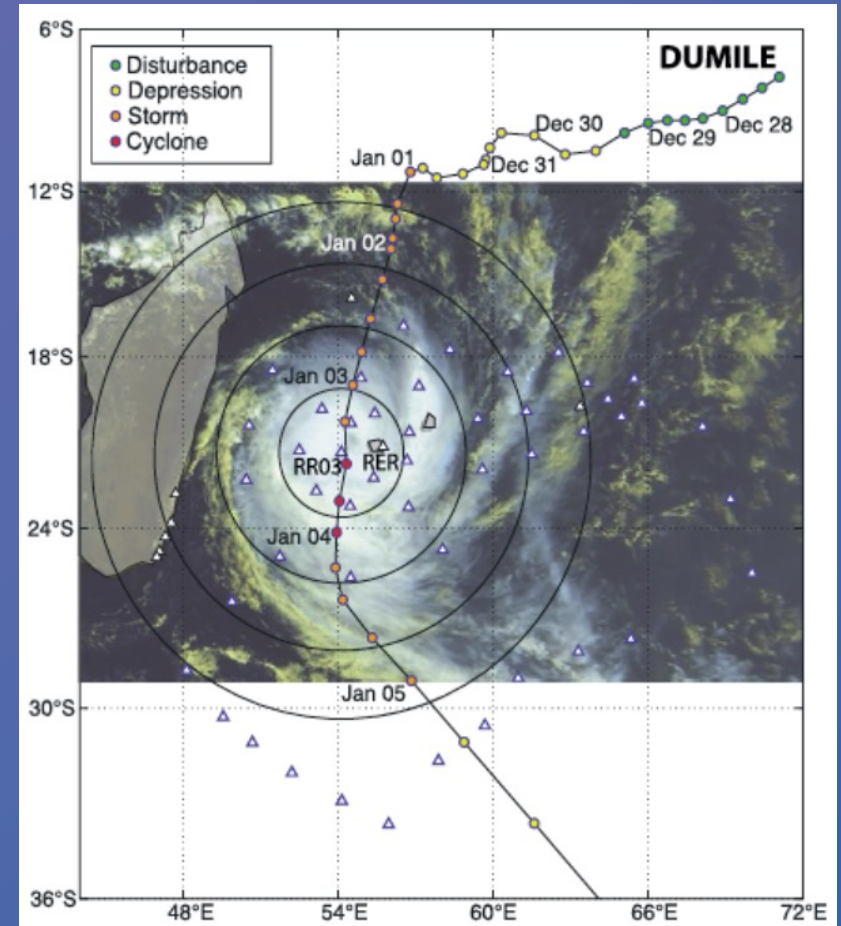 6°S
DUMILE
Disturbance
Depression
Storm
Cyclone
Dec 30
Dec 29
Dec 28
Jan 01
Dec 31
12°S
Jan 02
18°S
Jan 03
RR03
RER
24°S
Jan 04
Jan 05
30°S
36°S
48°E
54°E
60°E
66°E
72°E